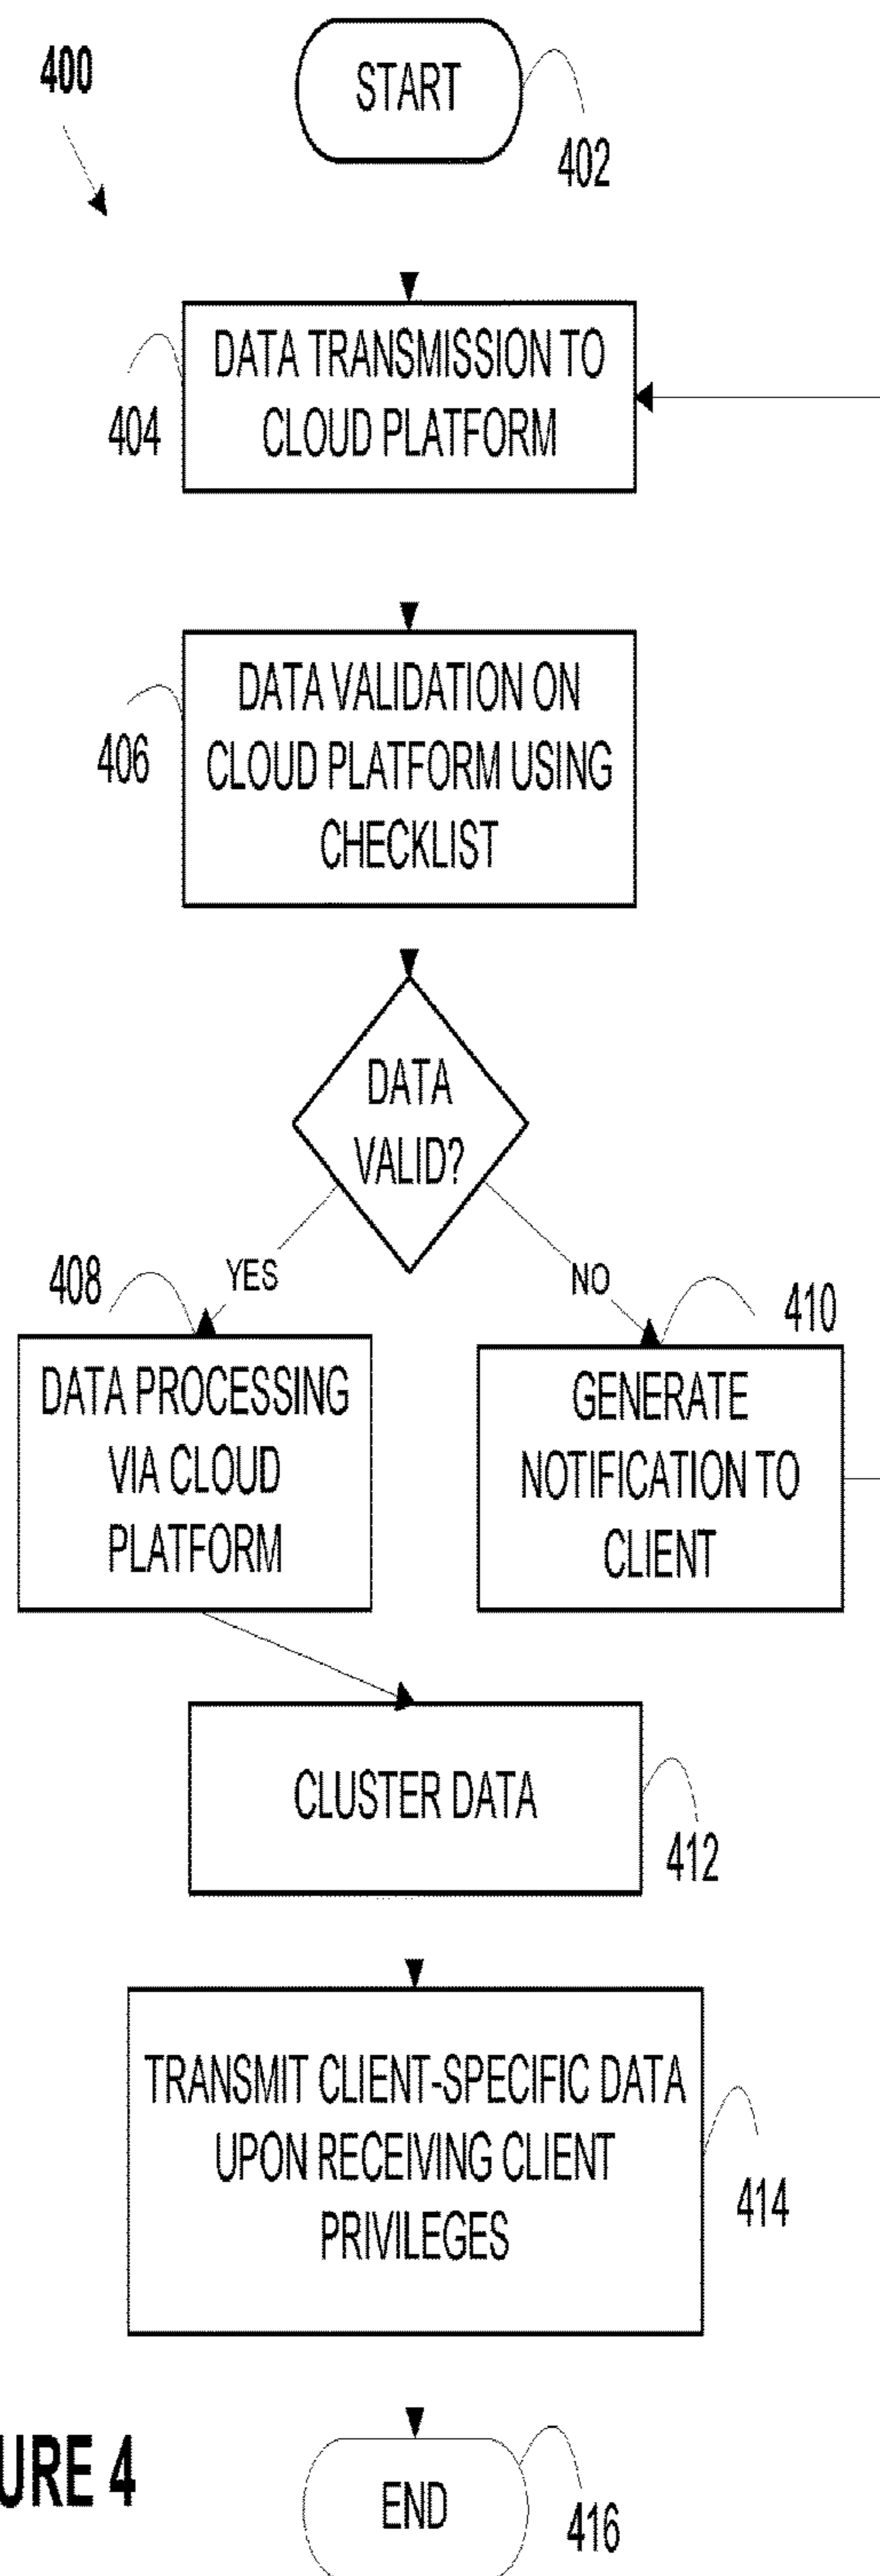 400
START
402
DATA TRANSMISSION TO
CLOUD PLATFORM
404
DATA VALIDATION ON
CLOUD PLATFORM USING
CHECKLIST
406
DATA
VALID?
YES
NO
408
410
DATA PROCESSING
VIA CLOUD
PLATFORM
GENERATE
NOTIFICATION TO
CLIENT
CLUSTER DATA
412
TRANSMIT CLIENT-SPECIFIC DATA
UPON RECEIVING CLIENT
PRIVILEGES
414
URE 4
END
416